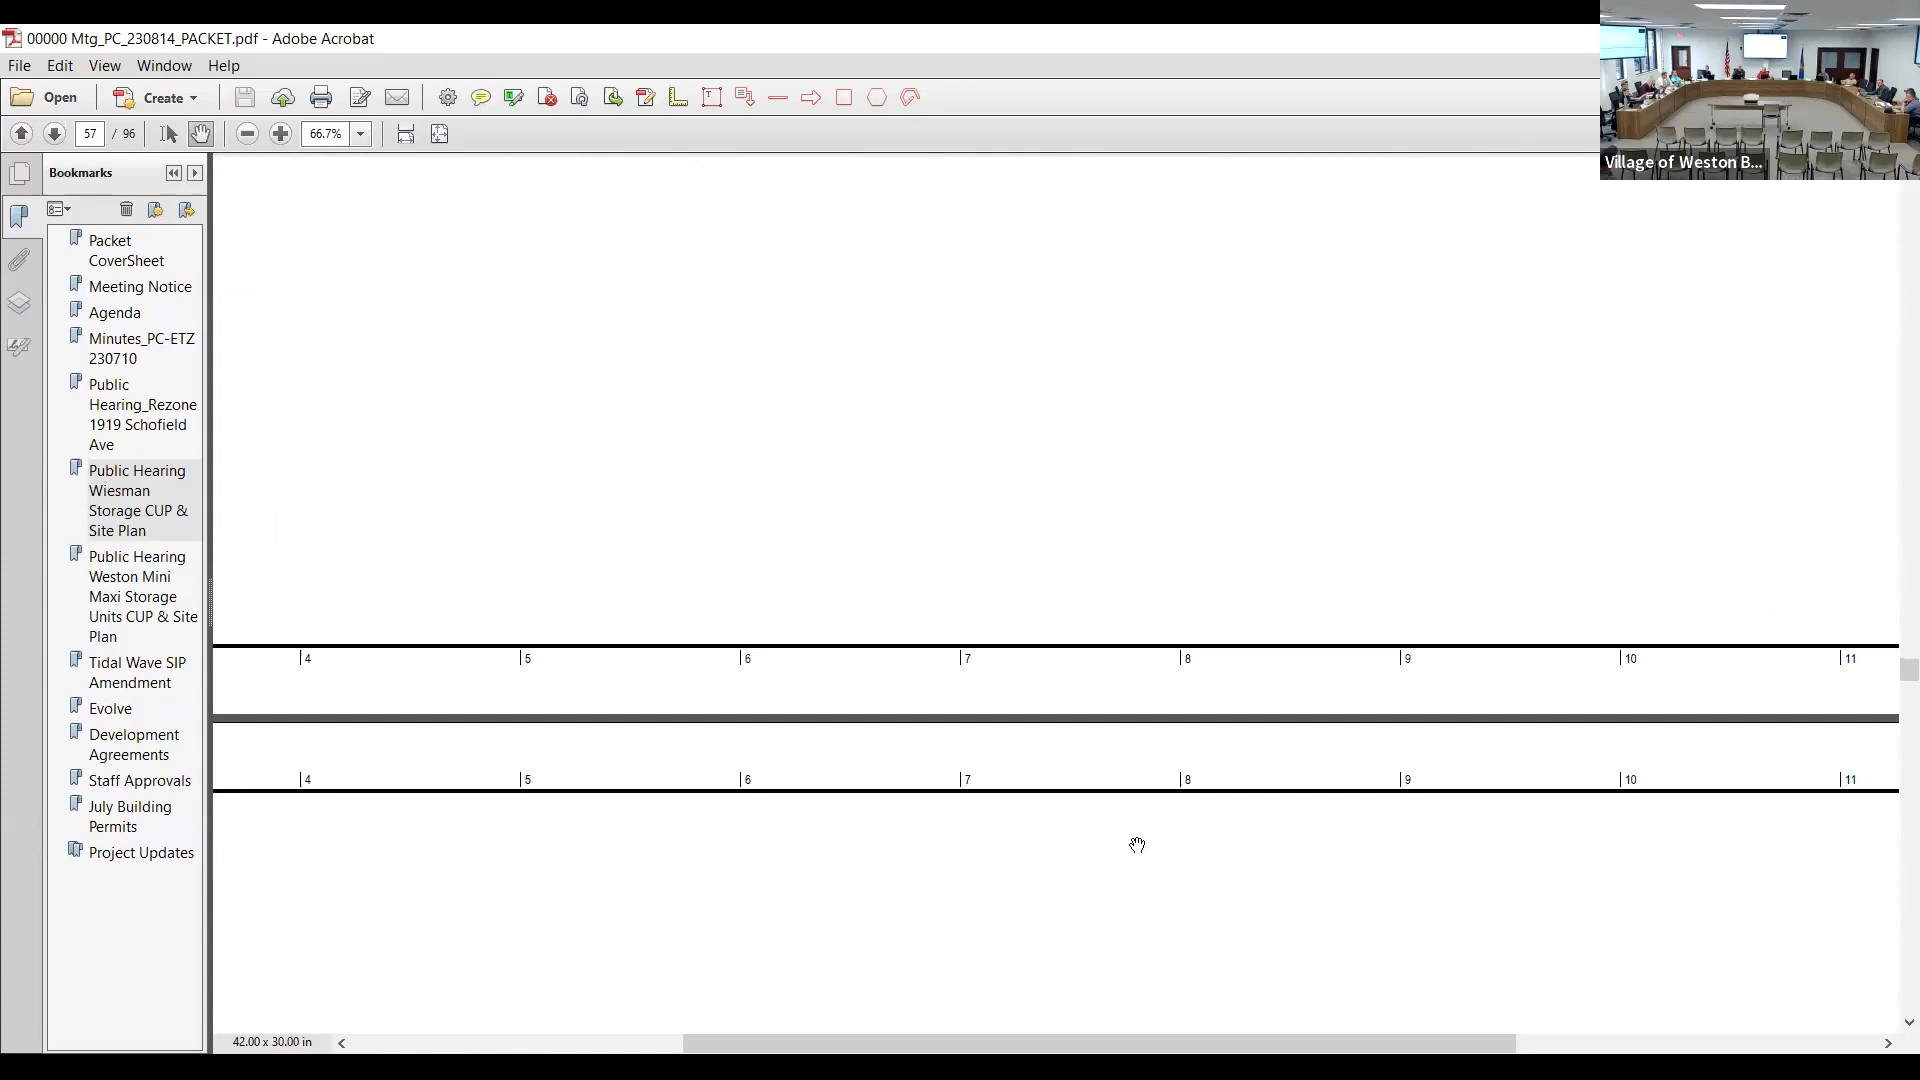 00000 Mtg_PC_230814_PACKET.pdf - Adobe Acrobat
File Edit View Window Help
Open Create
57 / 96 66.7%
Village of Weston B...
Bookmarks
Packet
CoverSheet
Meeting Notice
Agenda
Minutes_PC-ETZ
230710
Public
Hearing_Rezone
1919 Schofield
Ave
Public Hearing
Wiesman
Storage CUP &
Site Plan
Public Hearing
Weston Mini
Maxi Storage
Units CUP & Site
Plan
Tidal Wave SIP
Amendment
Evolve
Development
Agreements
Staff Approvals
July Building
Permits
Project Updates
4 5 6 7 8 9 10 11
4 5 6 7 8 9 10 11
42.00 x 30.00 in